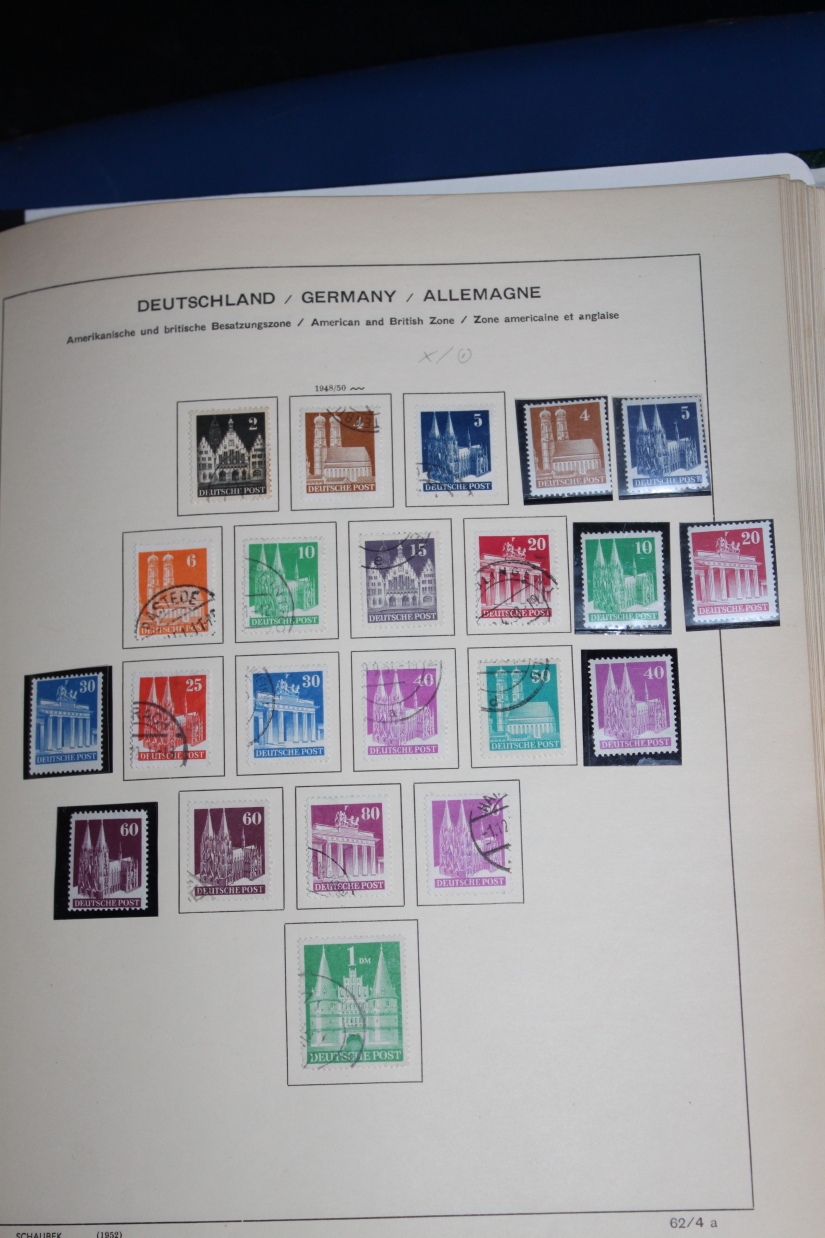 DEUTSCHLAND / GERMANY / ALLEMAGNE
Amerikanische und britische Besatzungszone / American and British Zone / Zone americaine et anglaise
1948/50
2
DEUTSCHE POST
4
DEUTSCHE POST
5
DEUTSCHE POST
4
DEUTSCHE POST
5
DEUTSCHE POST
6
RASTEDE
DEUTSCHE POST
10
DEUTSCHE POST
15
DEUTSCHE POST
20
DEUTSCHE POST
10
DEUTSCHE POST
20
DEUTSCHE POST
30
DEUTSCHE POST
25
DEUTSCHE POST
30
DEUTSCHE POST
40
DEUTSCHE POST
50
DEUTSCHE POST
40
DEUTSCHE POST
60
DEUTSCHE POST
60
DEUTSCHE POST
80
DEUTSCHE POST
DEUTSCHE POST
1 DM
DEUTSCHE POST
SCHAUBEK (1952)
62/4 a